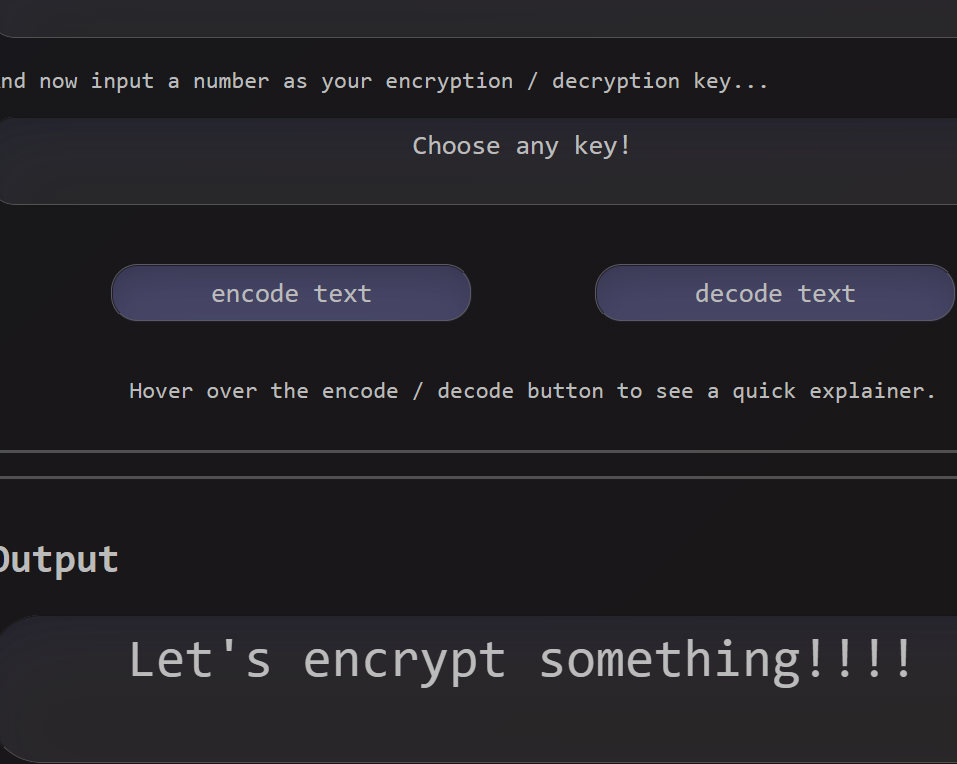 nd now input a number as your encryption / decryption key...
Choose any key!
encode text decode text
Hover over the encode / decode button to see a quick explainer.
Output
Let's encrypt something!!!!